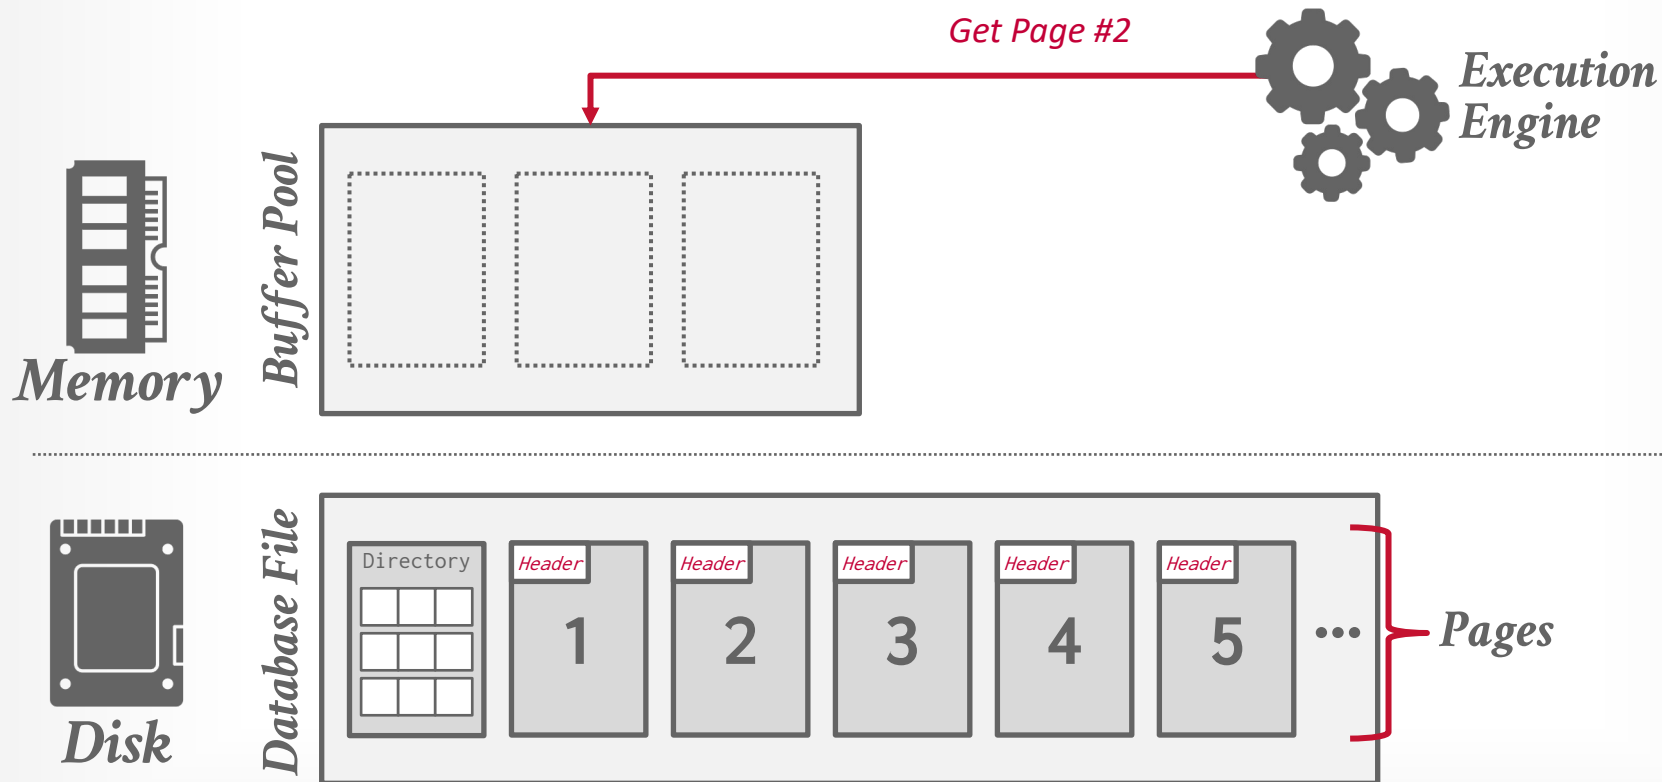 Get Page #2
Execution
Engine
Buffer Pool
Memory
Database File
Directory
Header
Header
Header
Header
Header
1
2
3
4
5
...
Pages
Disk